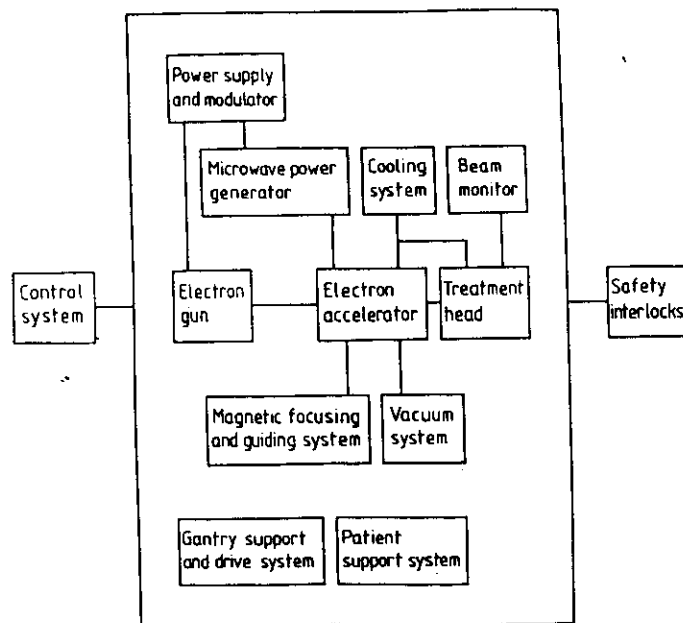 Power supply
and modulator
Microwave power
generator
Cooling
system
Beam
monitor
Control
system
Electron
gun
Electron
accelerator
Treatment
head
Safety
interlocks
Magnetic focusing
and guiding system
Vacuum
system
Gantry support
and drive system
Patient
support system